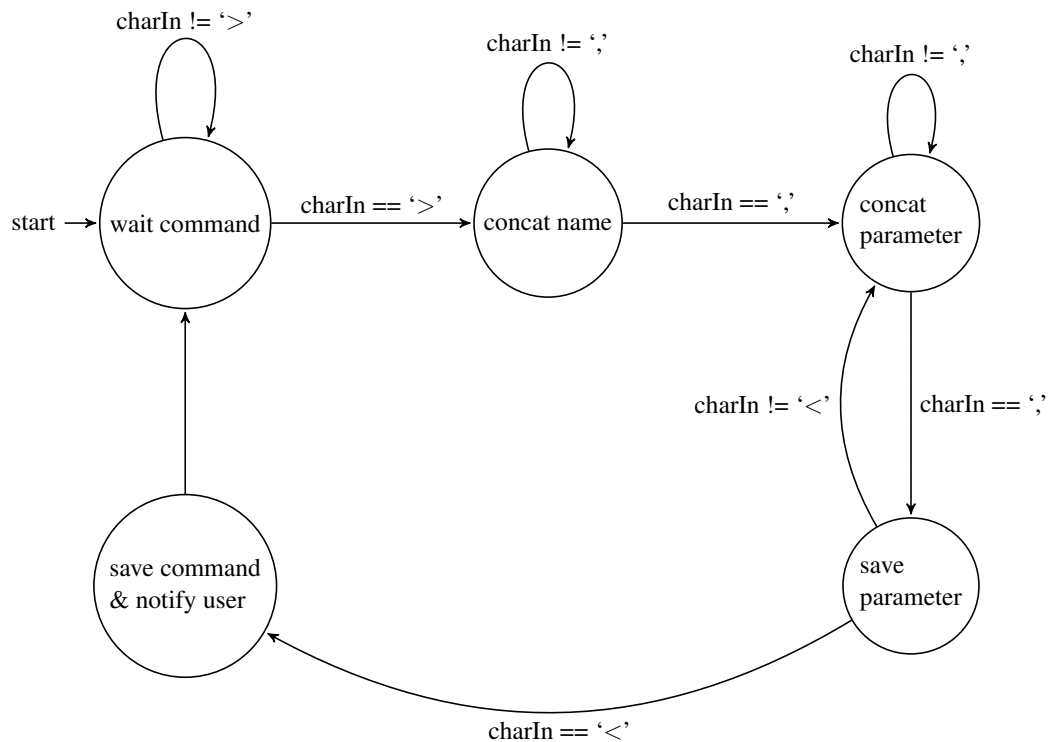 charIn != ‘>’
charIn != ‘,’
charIn != ‘,’
start
wait command
charIn == ‘>’
concat name
charIn == ‘,’
concat
parameter
charIn != ‘<’
charIn == ‘,’
save command
& notify user
save
parameter
charIn == ‘<’